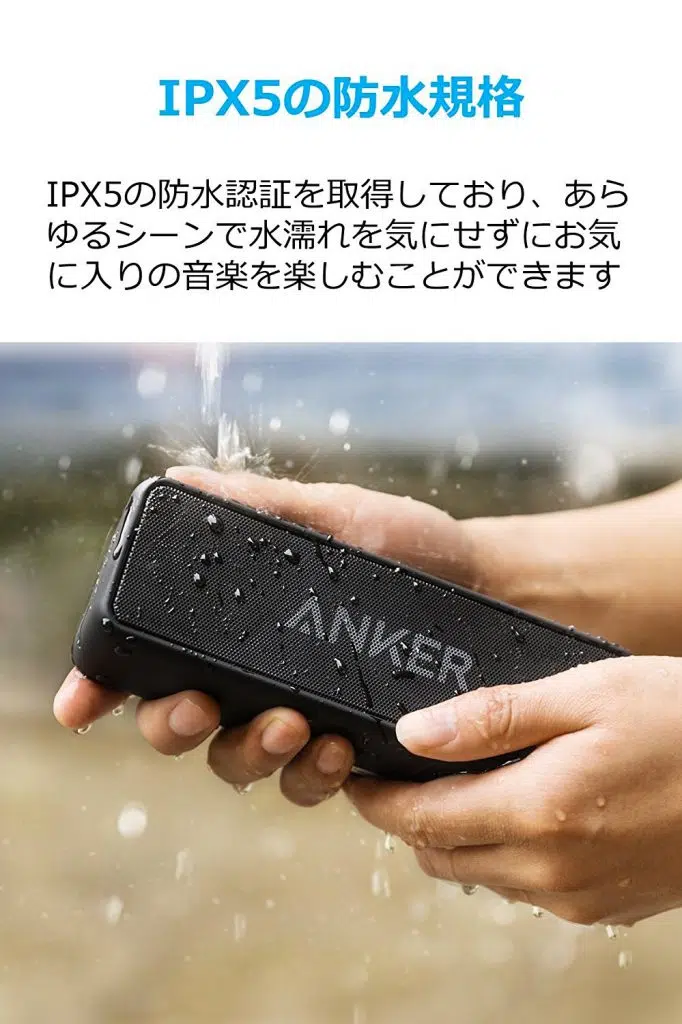 IPX5の防水規格
IPX5の防水認証を取得しており、あら
ゆるシーンで水濡れを気にせずにお気
に入りの音楽を楽しむことができます
ANKER